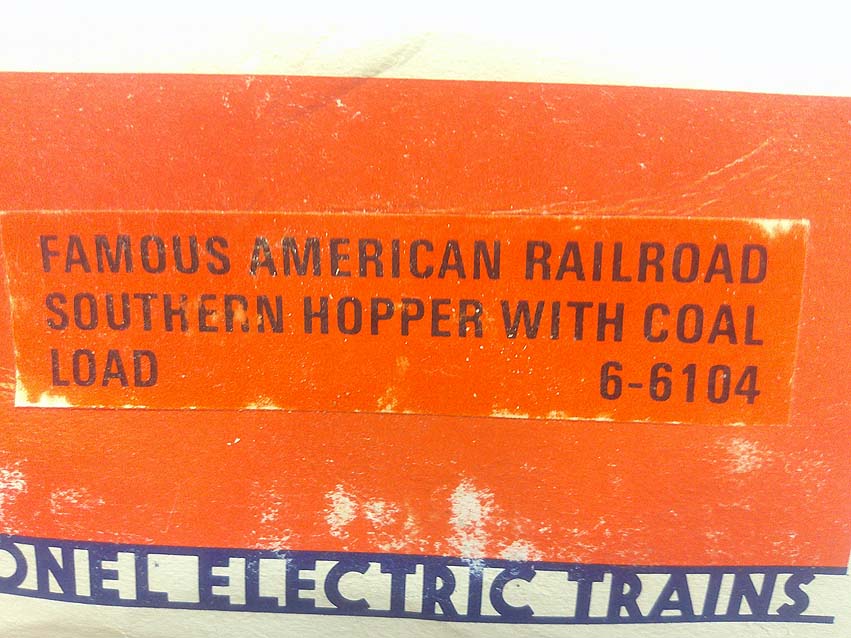 FAMOUS AMERICAN RAILROAD
SOUTHERN HOPPER WITH COAL
LOAD 6-6104
ONEL ELECTRIC TRAINS